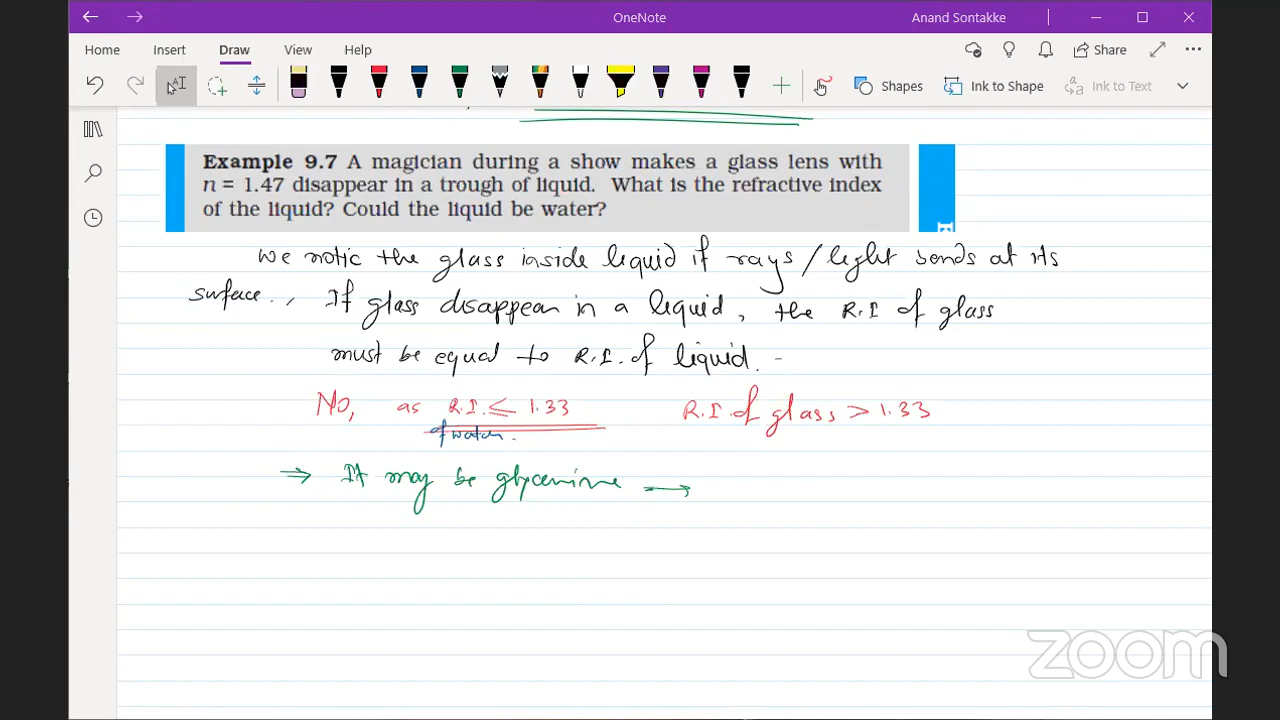 OneNote
Anand Sontakke
Home Insert Draw View Help
Share
Shapes Ink to Shape Ink to Text
Example 9.7 A magician during a show makes a glass lens with
n = 1.47 disappear in a trough of liquid. What is the refractive index
of the liquid? Could the liquid be water?
We notic the glass inside liquid if rays/light bends at its
surface.. If glass disappear in a liquid, the R.I of glass
must be equal to R.I. of liquid.
No, as R.I. ≤ 1.33 R.I. of glass > 1.33
of water.
⇒ It may be glycerine →
zoom